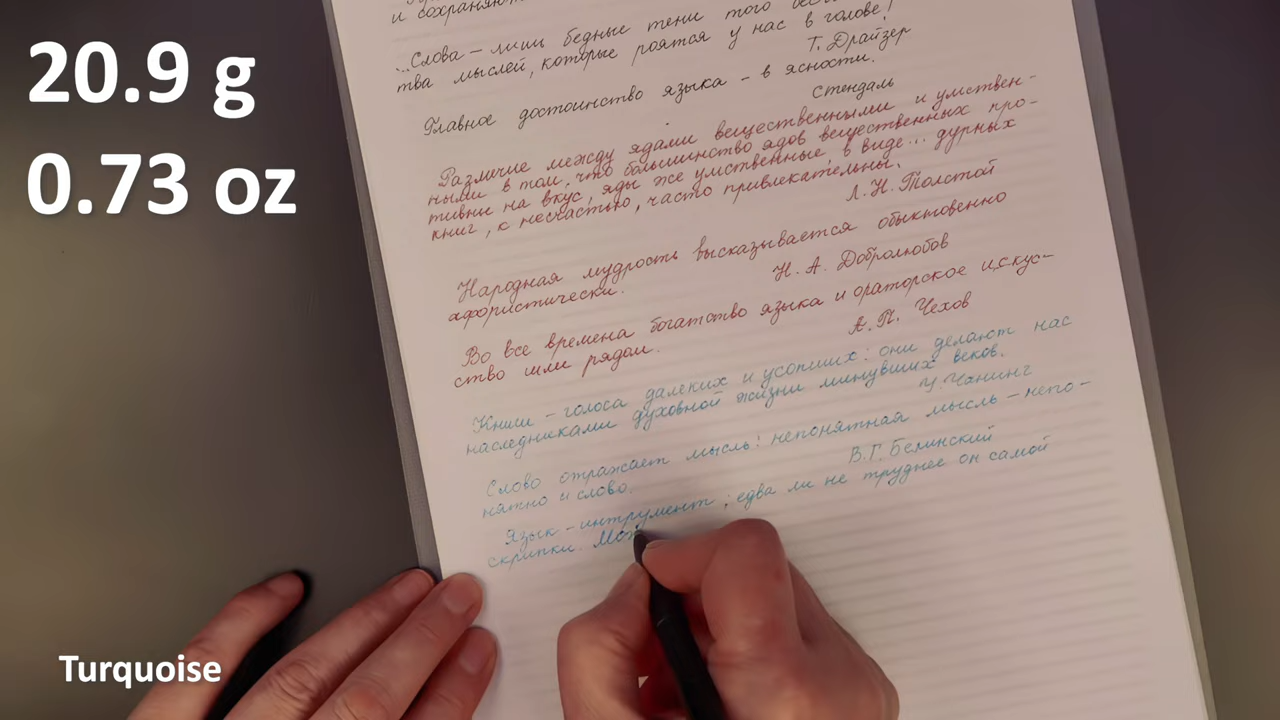 20.9 g
0.73 oz
и сохраняют
...Слова – лишь бедные тени того
тва мыслей, которые роятся у нас в голове!
Т. Драйзер
Главное достоинство языка – в ясности.
Стендаль
Различие между ядами вещественными и умствен-
ными в том, что большинство ядов вещественных про-
тивны на вкус, яды же умственные, в виде... дурных
книг, к несчастью, часто привлекательны.
Л. Н. Толстой
Народная мудрость высказывается обыкновенно
афористически.
Н. А. Добролюбов
Во все времена богатство языка и ораторское искус-
ство шли рядом.
А. П. Чехов
Книги – голоса далеких и усопших: они делают нас
наследниками духовной жизни минувших веков.
У. Чанинг
Слово отражает мысль: непонятная мысль – непо-
нятно и слово.
В. Г. Белинский
Язык – интрумент; едва ли не труднее он самой
скрипки. Мож
Turquoise